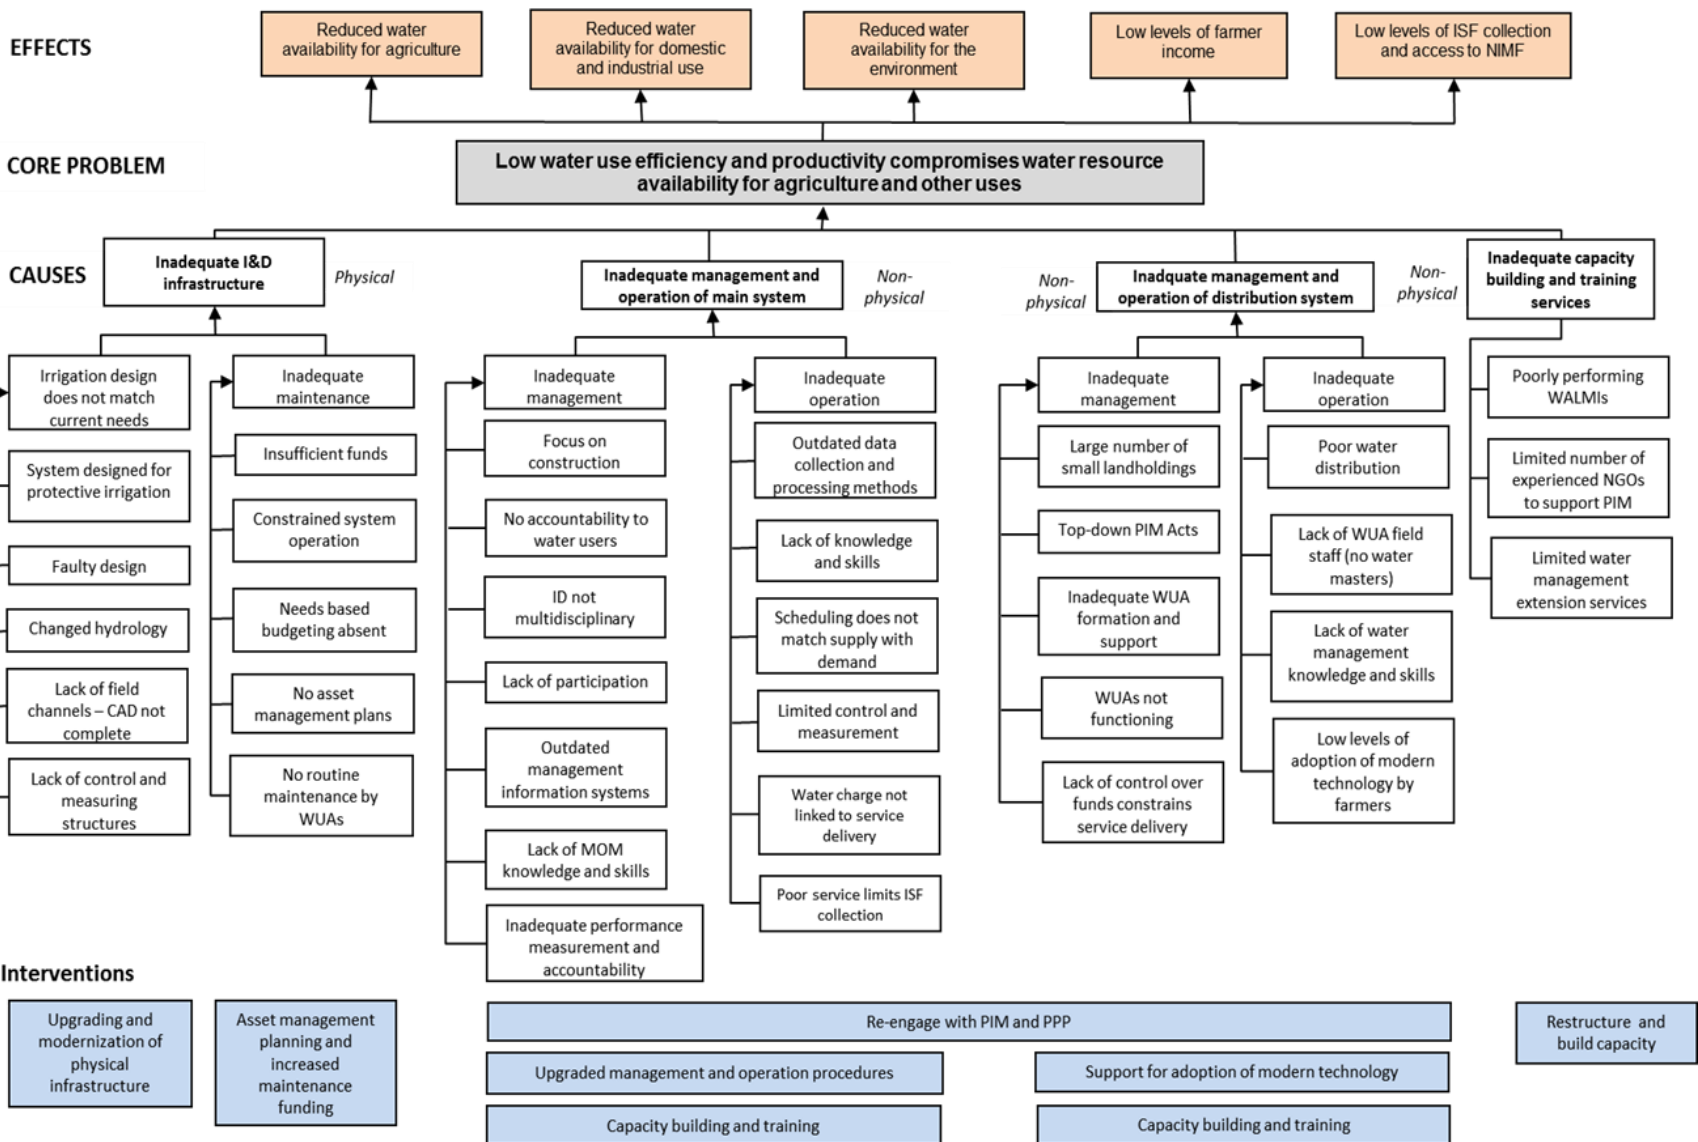 EFFECTS
Reduced water
availability for agriculture
Reduced water
availability for domestic
and industrial use
Reduced water
availability for the
environment
Low levels of farmer
income
Low levels of ISF collection
and access to NIMF
CORE PROBLEM
Low water use efficiency and productivity compromises water resource
availability for agriculture and other uses
CAUSES
Inadequate I&D
infrastructure
Physical
Inadequate management and
operation of main system
Non-
physical
Non-
physical
Inadquate management and
operation of distribution system
Non-
physical
Inadequate capacity
building and training
services
Irrigation design
does not match
current needs
System designed for
protective irrigation
Faulty design
Changed hydrology
Lack of field
channels – CAD not
complete
Lack of control and
measuring
structures
Inadequate
maintenance
Insufficient funds
Constrained system
operation
Needs based
budgeting absent
No asset
management plans
No routine
maintenance by
WUAs
Inadequate
management
Focus on
construction
No accountability to
water users
ID not
multidisciplinary
Lack of participation
Outdated
management
information systems
Lack of MOM
knowledge and skills
Inadequate performance
measurement and
accountability
Inadequate
operation
Outdated data
collection and
processing methods
Lack of knowledge
and skills
Scheduling does not
match supply with
demand
Limited control and
measurement
Water charge not
linked to service
delivery
Poor service limits ISF
collection
Inadequate
management
Large number of
small landholdings
Top-down PIM Acts
Inadequate WUA
formation and
support
WUAs not
functioning
Lack of control over
funds constrains
service delivery
Inadequate
operation
Poor water
distribution
Lack of WUA field
staff (no water
masters)
Lack of water
management
knowledge and skills
Low levels of
adoption of modern
technology by
farmers
Poorly performing
WALMIs
Limited number of
experienced NGOs
to support PIM
Limited water
management
extension services
Interventions
Upgrading and
modernization of
physical
infrastructure
Asset management
planning and
increased
maintenance
funding
Re-engage with PIM and PPP
Upgraded management and operation procedures
Support for adoption of modern technology
Capacity building and training
Capacity building and training
Restructure and
build capacity